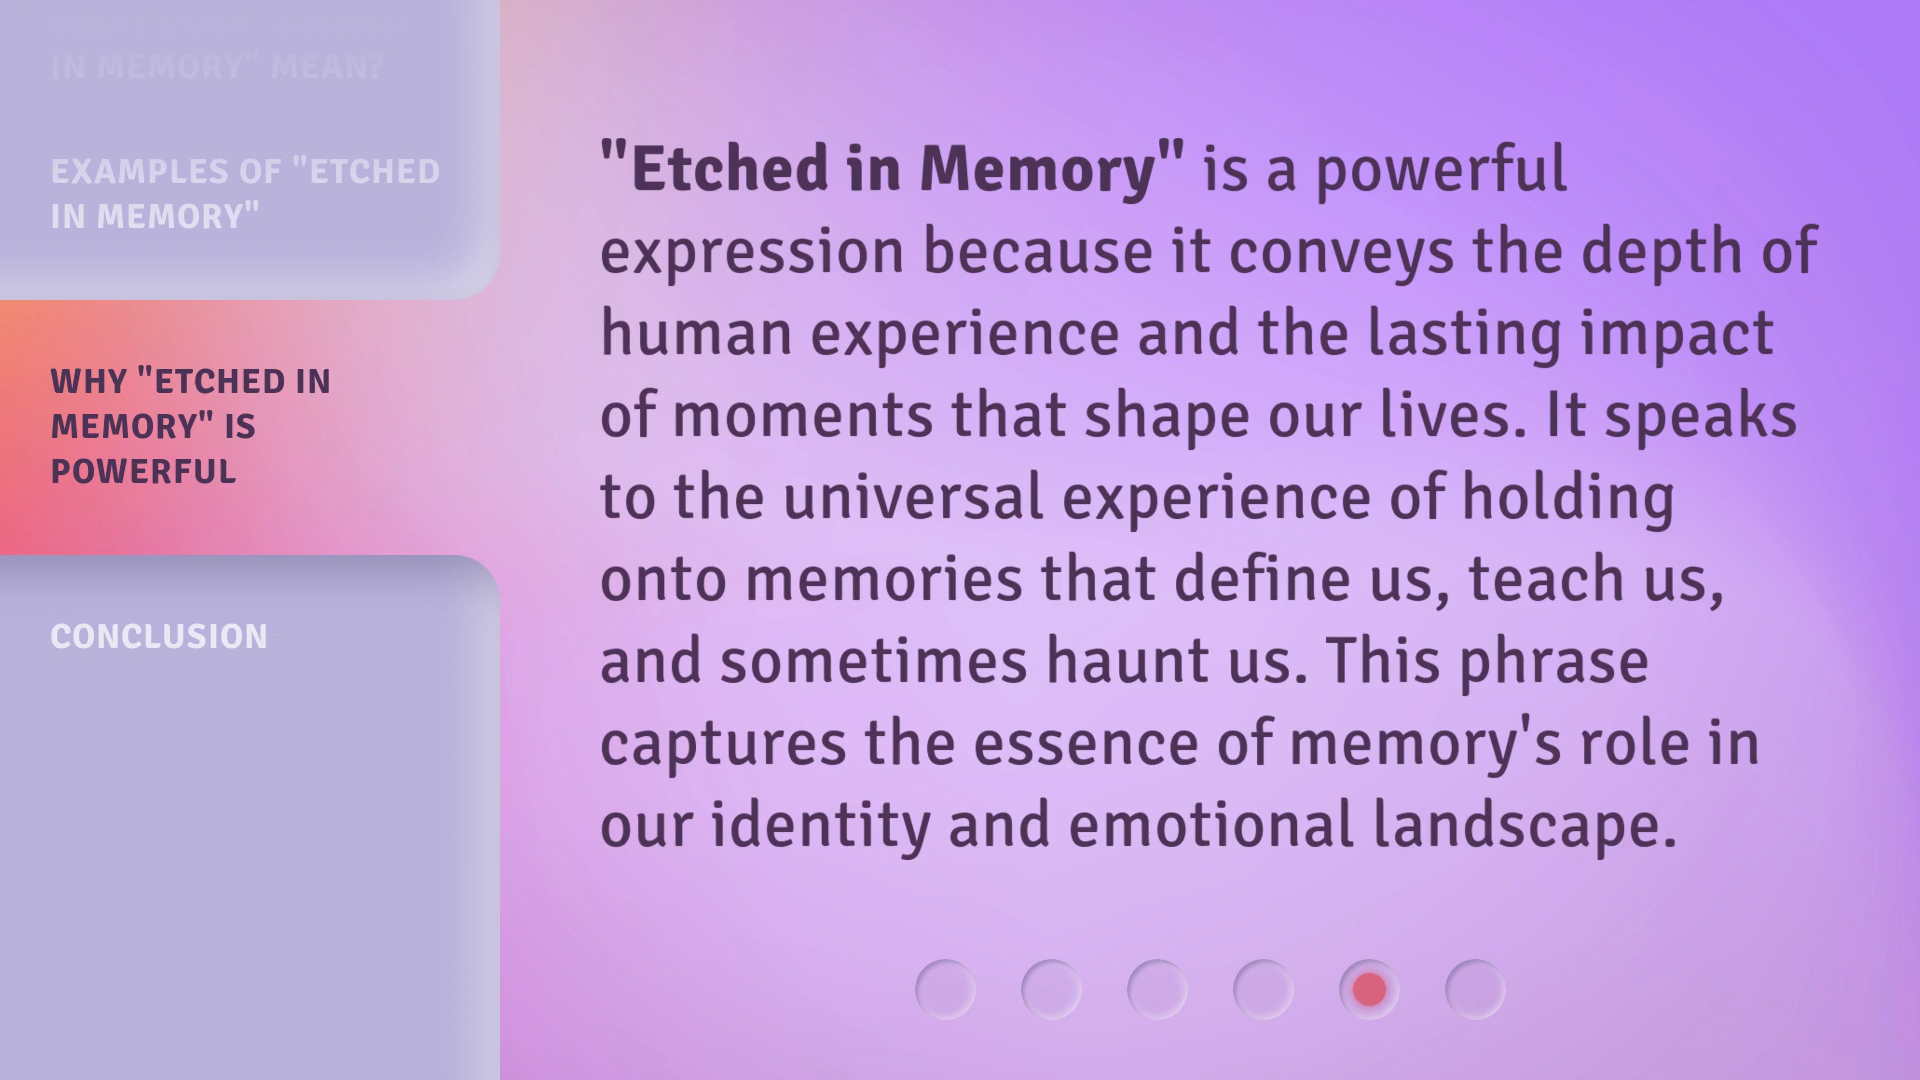 IN MEMORY" MEAN?
EXAMPLES OF "ETCHED
IN MEMORY"
WHY "ETCHED IN
MEMORY" IS
POWERFUL
CONCLUSION
"Etched in Memory" is a powerful
expression because it conveys the depth of
human experience and the lasting impact
of moments that shape our lives. It speaks
to the universal experience of holding
onto memories that define us, teach us,
and sometimes haunt us. This phrase
captures the essence of memory's role in
our identity and emotional landscape.